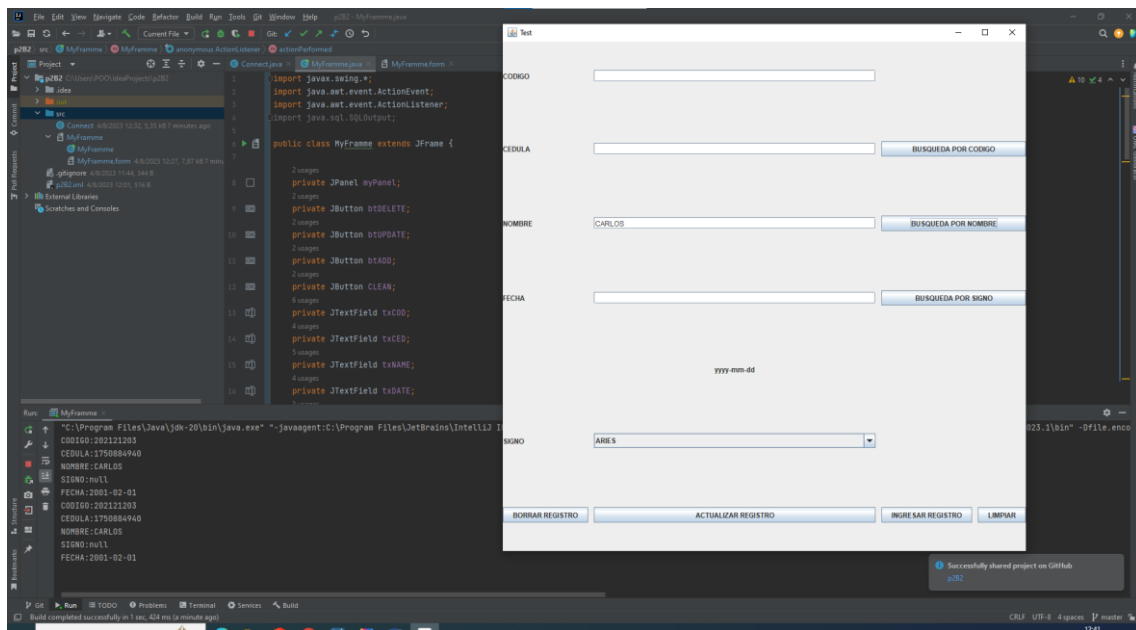 File Edit View Navigate Code Refactor Build Run Tools Git Window Help p2B2 - MyFramme.java
Current File Git:
p2B2 src MyFramme MyFramme anonymous ActionListener actionPerformed
Project Connect.java MyFramme.java MyFramme.form
p2B2 C:\Users\POO\IdeaProjects\p2B2
.idea
out
src
Connect 4/8/2023 12:32, 5,35 kB 7 minutes ago
MyFramme
MyFramme
MyFramme.form 4/8/2023 12:27, 7,87 kB 7 minu
.gitignore 4/8/2023 11:44, 344 B
p2B2.iml 4/8/2023 12:01, 516 B
External Libraries
Scratches and Consoles
Project
Commit
Pull Requests
1 import javax.swing.*;
2 import java.awt.event.ActionEvent;
3 import java.awt.event.ActionListener;
4 import java.sql.SQLOutput;
5
6 public class MyFramme extends JFrame {
7
2 usages
8 private JPanel myPanel;
2 usages
9 private JButton btDELETE;
2 usages
10 private JButton btUPDATE;
2 usages
11 private JButton btADD;
2 usages
12 private JButton CLEAN;
6 usages
13 private JTextField txCOD;
4 usages
14 private JTextField txCED;
5 usages
15 private JTextField txNAME;
4 usages
16 private JTextField txDATE;
10 4
Test
CODIGO
CEDULA BUSQUEDA POR CODIGO
NOMBRE CARLOS BUSQUEDA POR NOMBRE
FECHA BUSQUEDA POR SIGNO
yyyy-mm-dd
SIGNO ARIES
BORRAR REGISTRO ACTUALIZAR REGISTRO INGRESAR REGISTRO LIMPIAR
Run: MyFramme
"C:\Program Files\Java\jdk-20\bin\java.exe" "-javaagent:C:\Program Files\JetBrains\IntelliJ I 023.1\bin" -Dfile.enco
CODIGO:202121203
CEDULA:1750884940
NOMBRE:CARLOS
SIGNO:null
FECHA:2001-02-01
CODIGO:202121203
CEDULA:1750884940
NOMBRE:CARLOS
SIGNO:null
FECHA:2001-02-01
Structure
Bookmarks
Successfully shared project on GitHub
p2B2
Git Run TODO Problems Terminal Services Build
Build completed successfully in 1 sec, 424 ms (a minute ago) CRLF UTF-8 4 spaces master
12:41